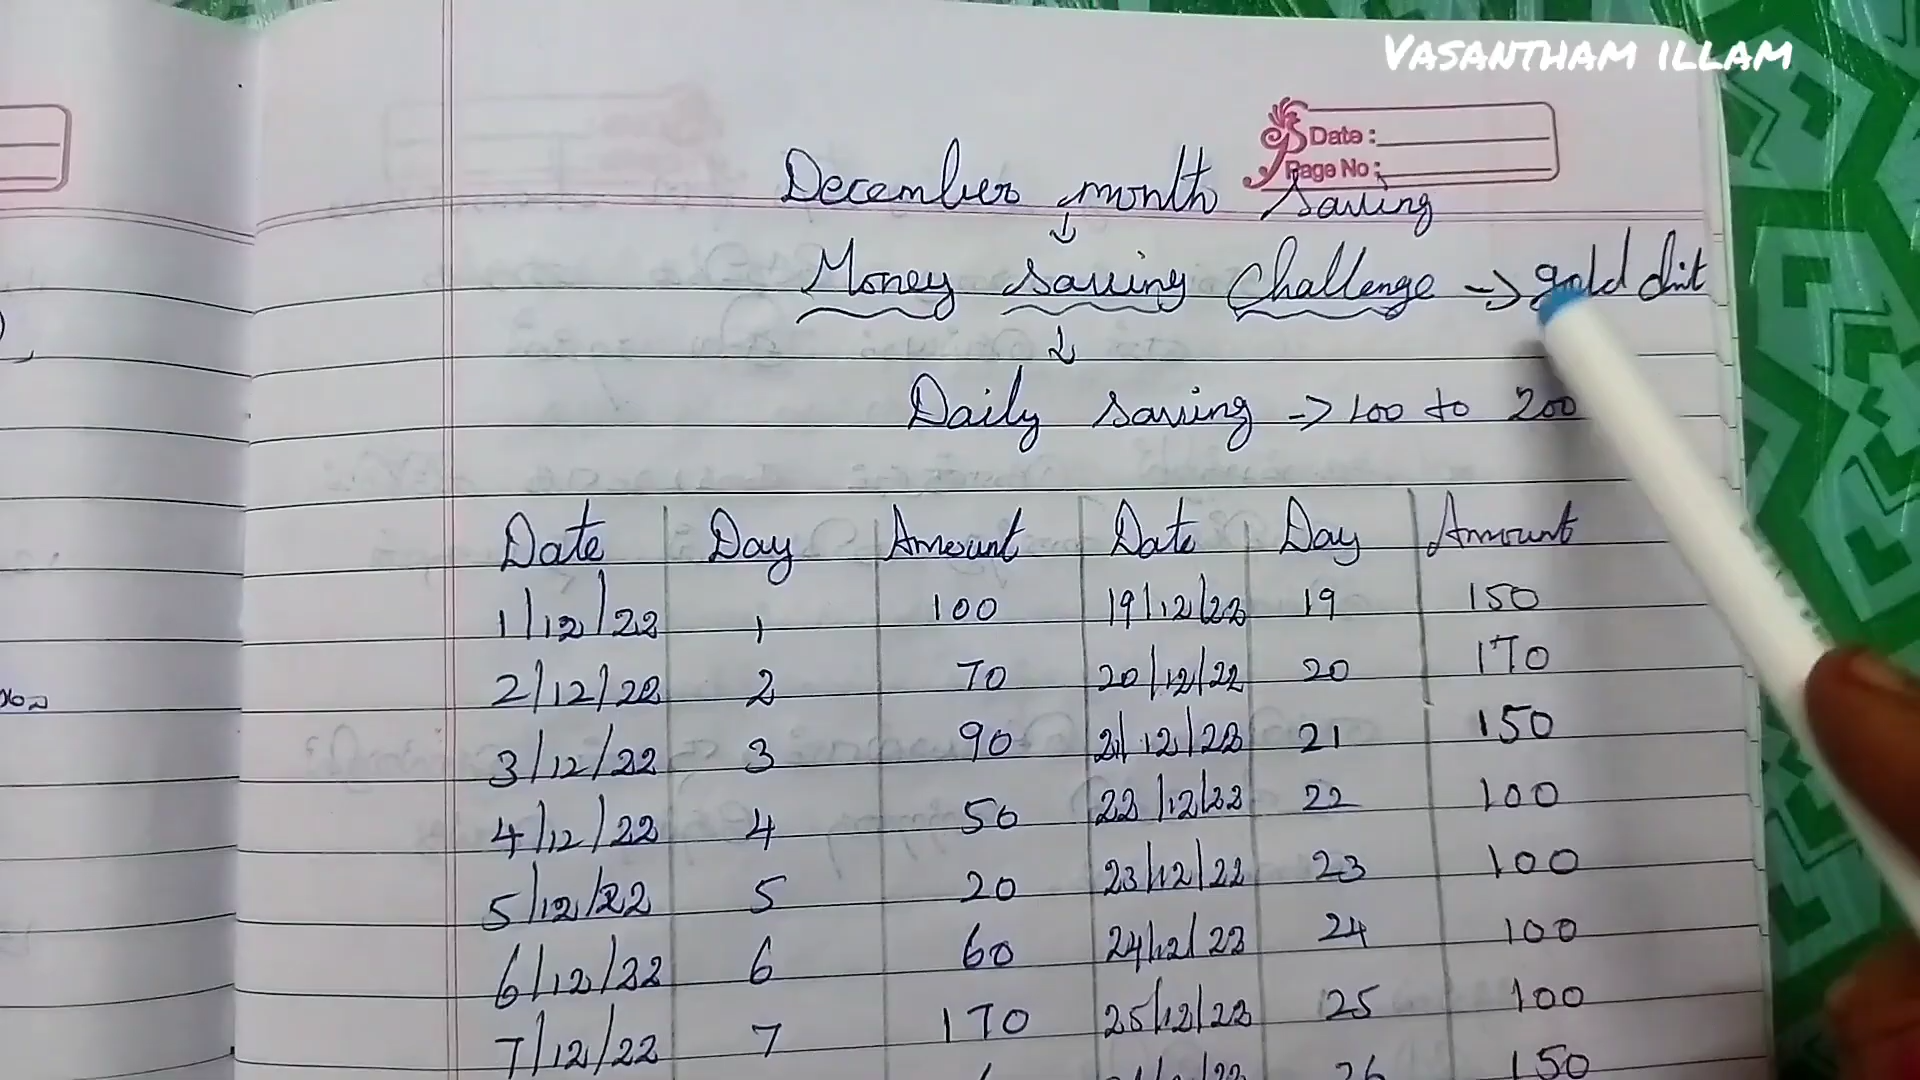 VASANTHAM ILLAM
Date :
Page No :
December month Saving
↓
Money saving Challenge -> gold chit
↓
Daily saving -> 100 to 200
Date Day Amount Date Day Amount
1/12/22 1 100 19/12/22 19 150
2/12/22 2 70 20/12/22 20 170
3/12/22 3 90 21/12/22 21 150
4/12/22 4 50 22/12/22 22 100
5/12/22 5 20 23/12/22 23 100
6/12/22 6 60 24/12/22 24 100
7/12/22 7 170 25/12/22 25 100
26 150